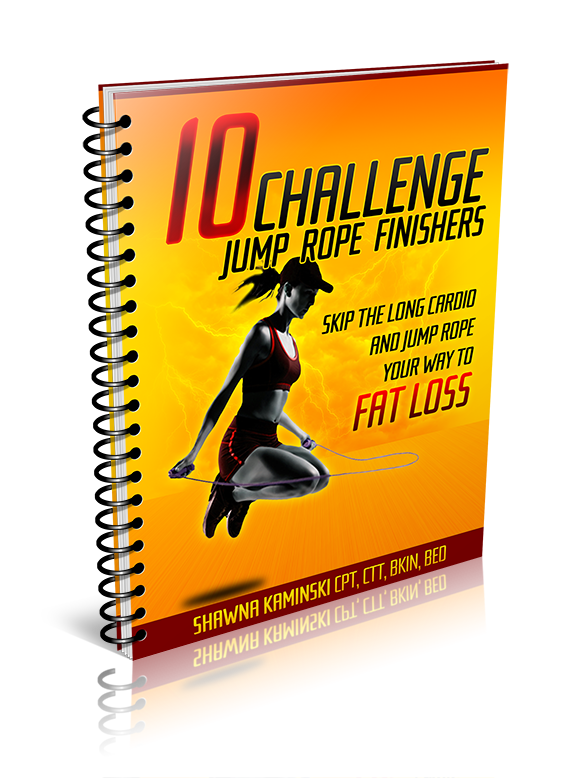 10 CHALLENGE
JUMP ROPE FINISHERS
SKIP THE LONG CARDIO
AND JUMP ROPE
YOUR WAY TO
FAT LOSS
SHAWNA KAMINSKI CPT, CTT, BKIN, BED